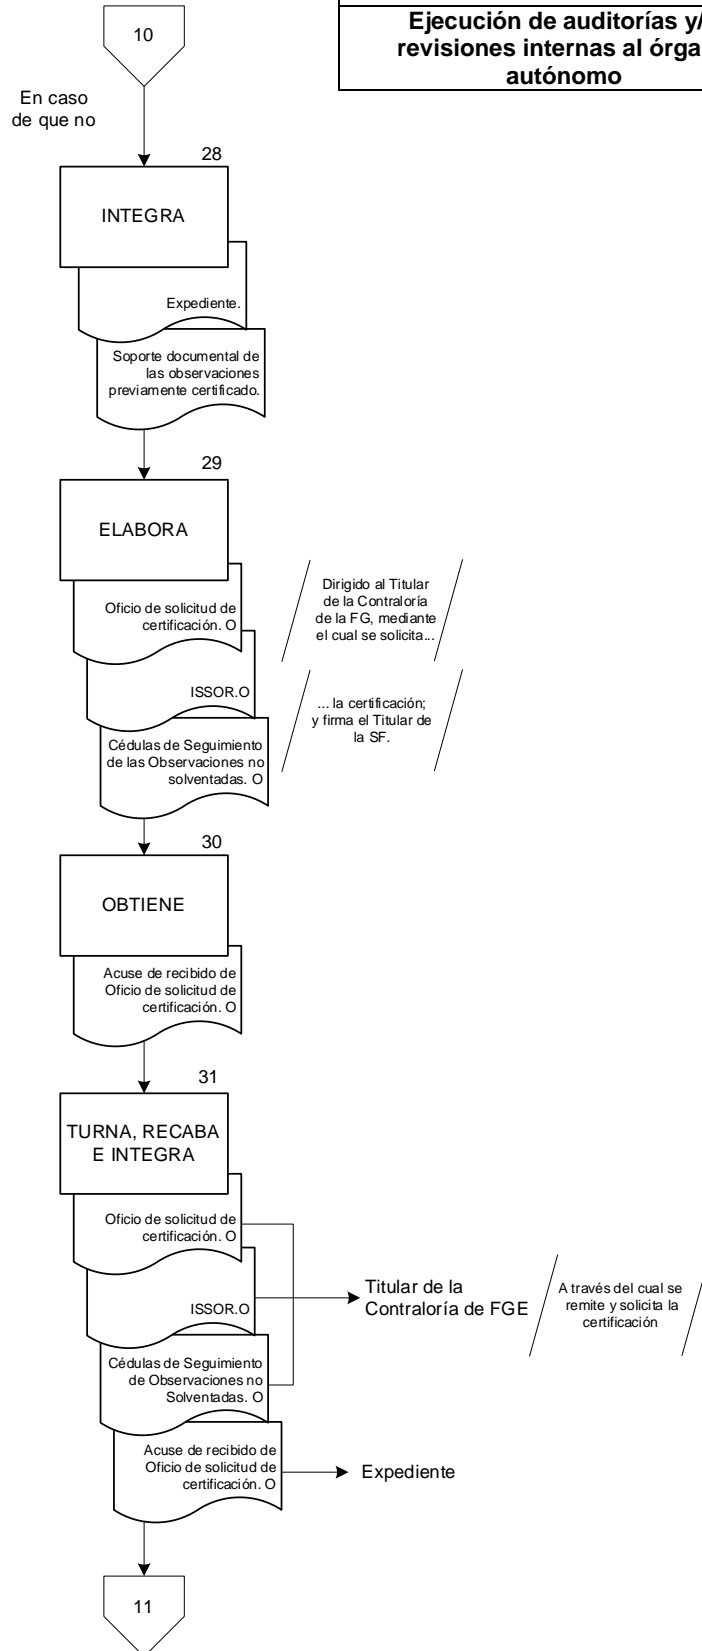 Ejecución de auditorías y/
revisiones internas al órga
autónomo
10
En caso
de que no
28
INTEGRA
Expediente.
Soporte documental de
las observaciones
previamente certificado.
29
ELABORA
Oficio de solicitud de
certificación. O
Dirigido al Titular
de la Contraloría
de la FG, mediante
el cual se solicita...
ISSOR.O
... la certificación;
y firma el Titular de
la SF.
Cédulas de Seguimiento
de las Observaciones no
solventadas. O
30
OBTIENE
Acuse de recibido de
Oficio de solicitud de
certificación. O
31
TURNA, RECABA
E INTEGRA
Oficio de solicitud de
certificación. O
ISSOR.O
Titular de la
Contraloría de FGE
A través del cual se
remite y solicita la
certificación
Cédulas de Seguimiento
de Observaciones no
Solventadas. O
Acuse de recibido de
Oficio de solicitud de
certificación. O
Expediente
11